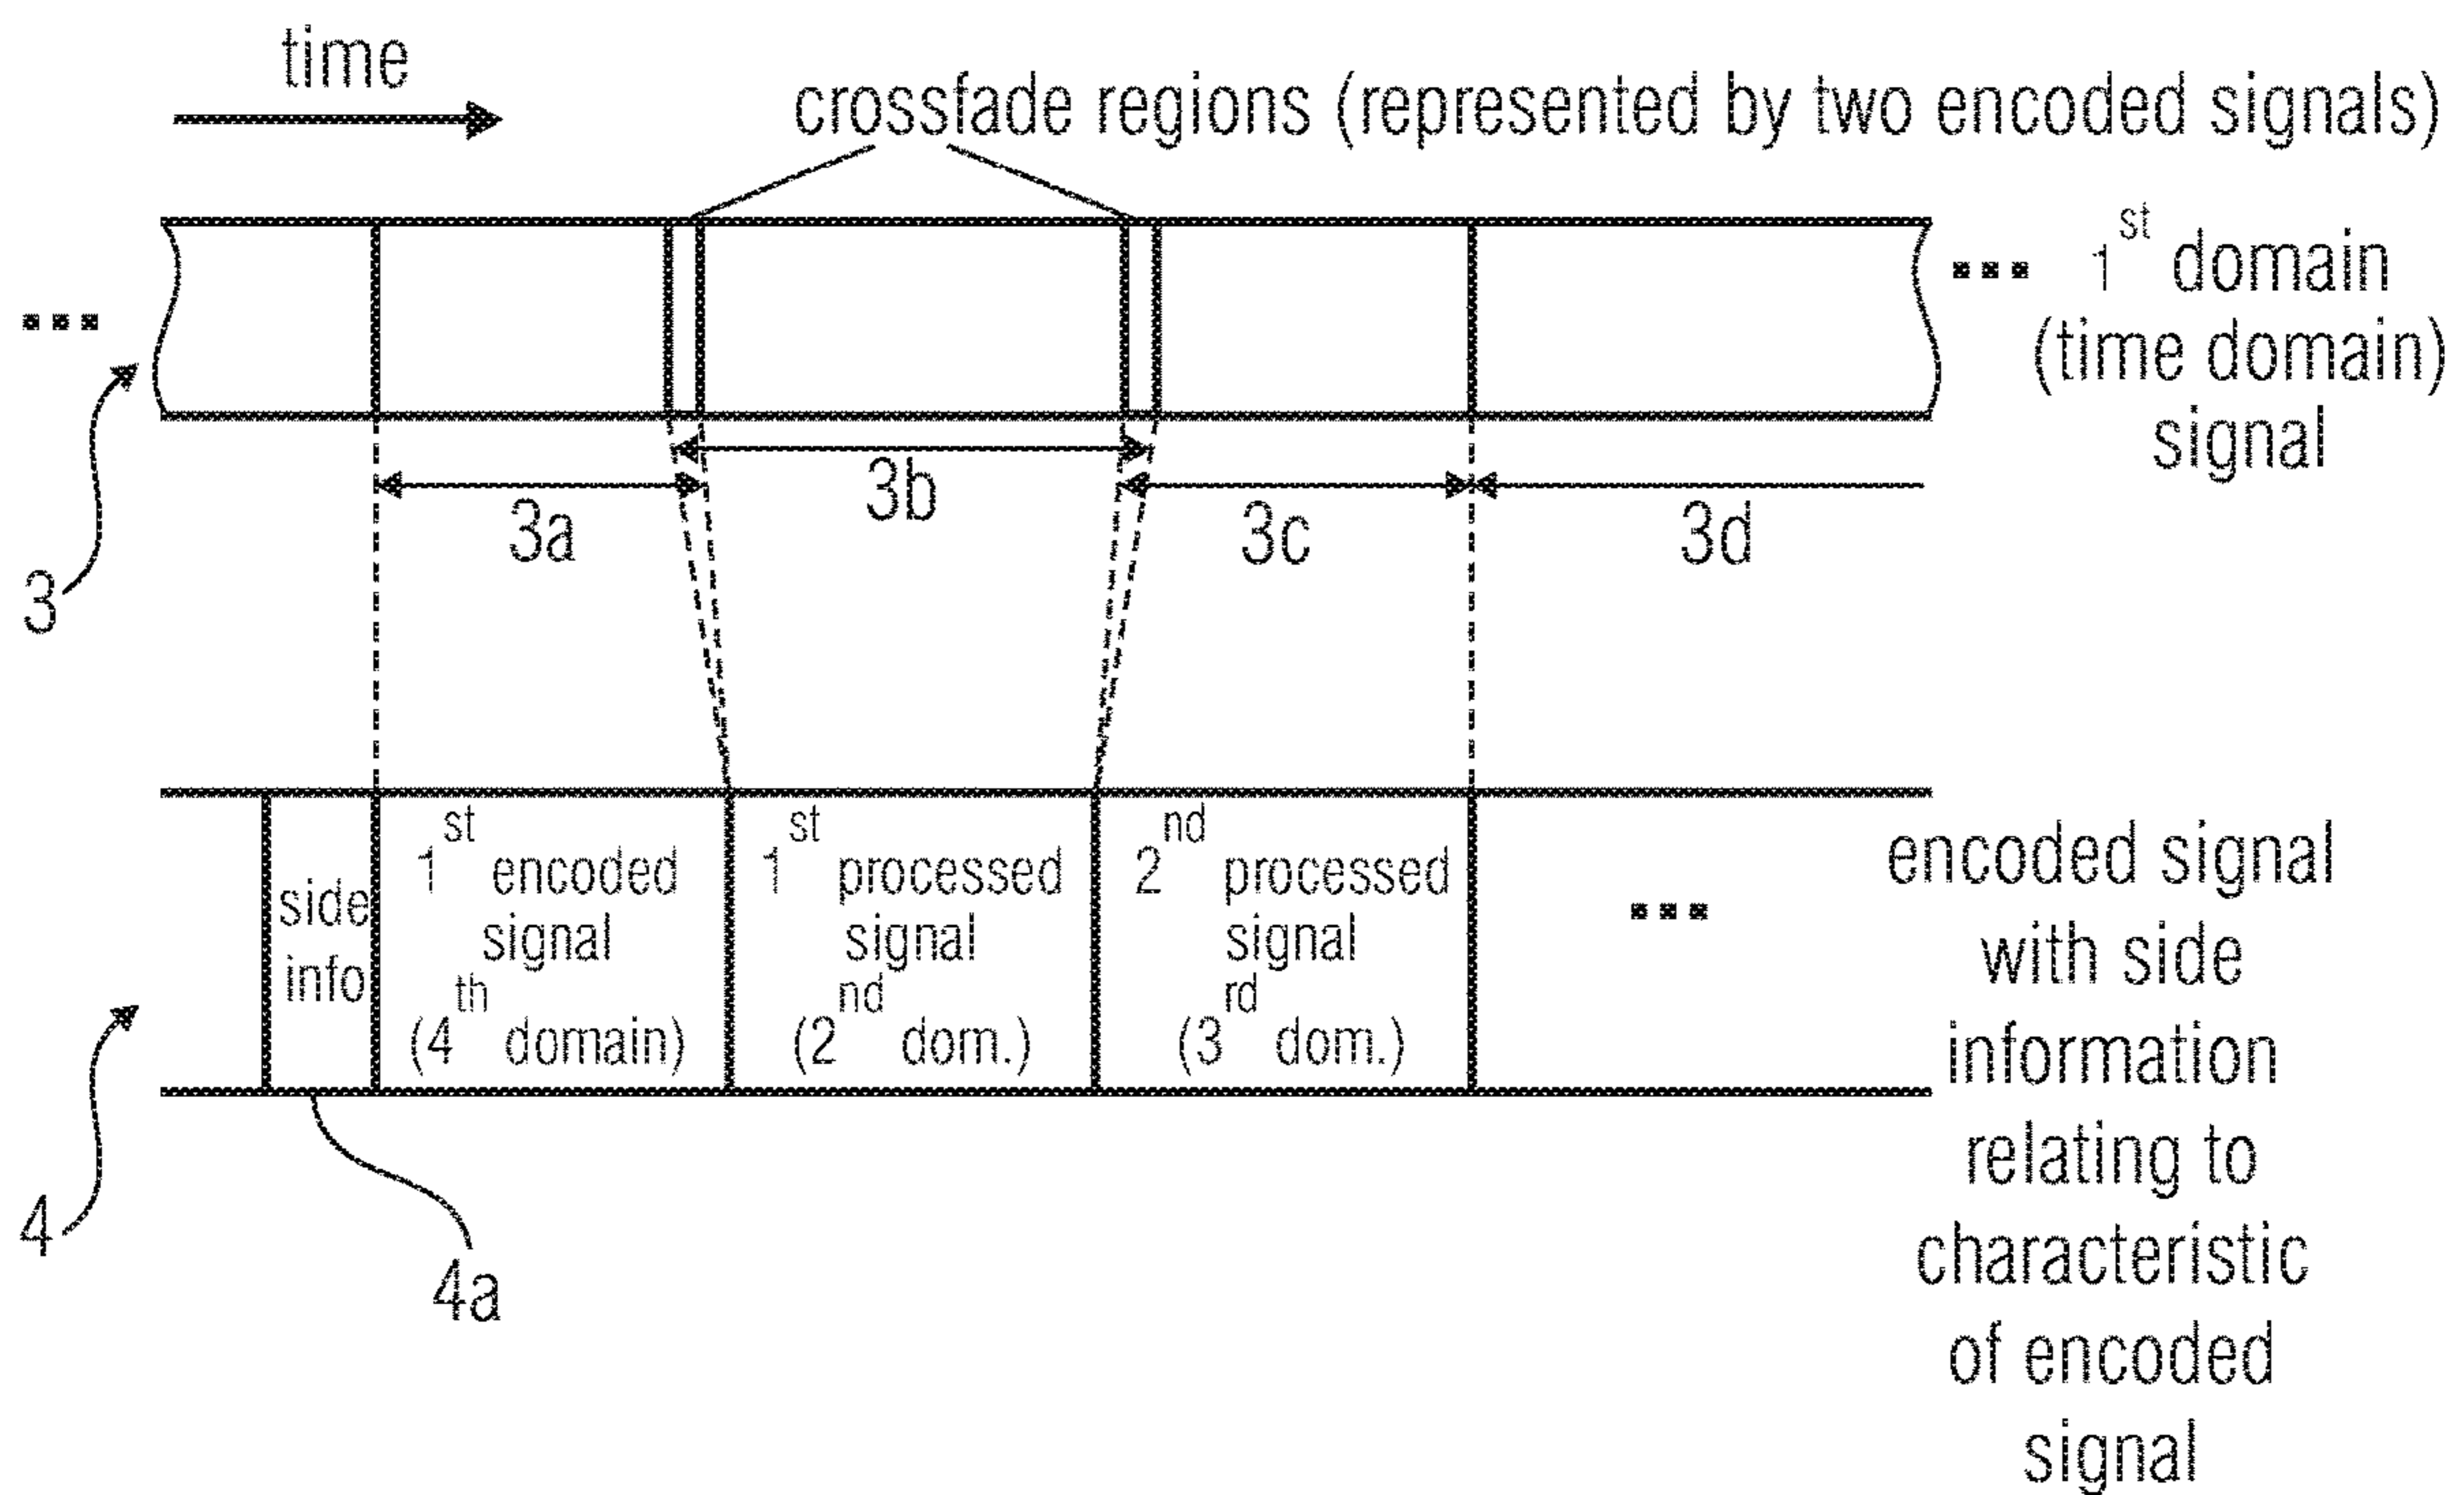 time
crossfade regions (represented by two encoded signals)
1st domain
(time domain)
signal
3
3a
3b
3c
3d
side
info
1st encoded
signal
(4th domain)
1st processed
signal
(2nd dom.)
2nd processed
signal
(3rd dom.)
encoded signal
with side
information
relating to
characteristic
of encoded
signal
4
4a